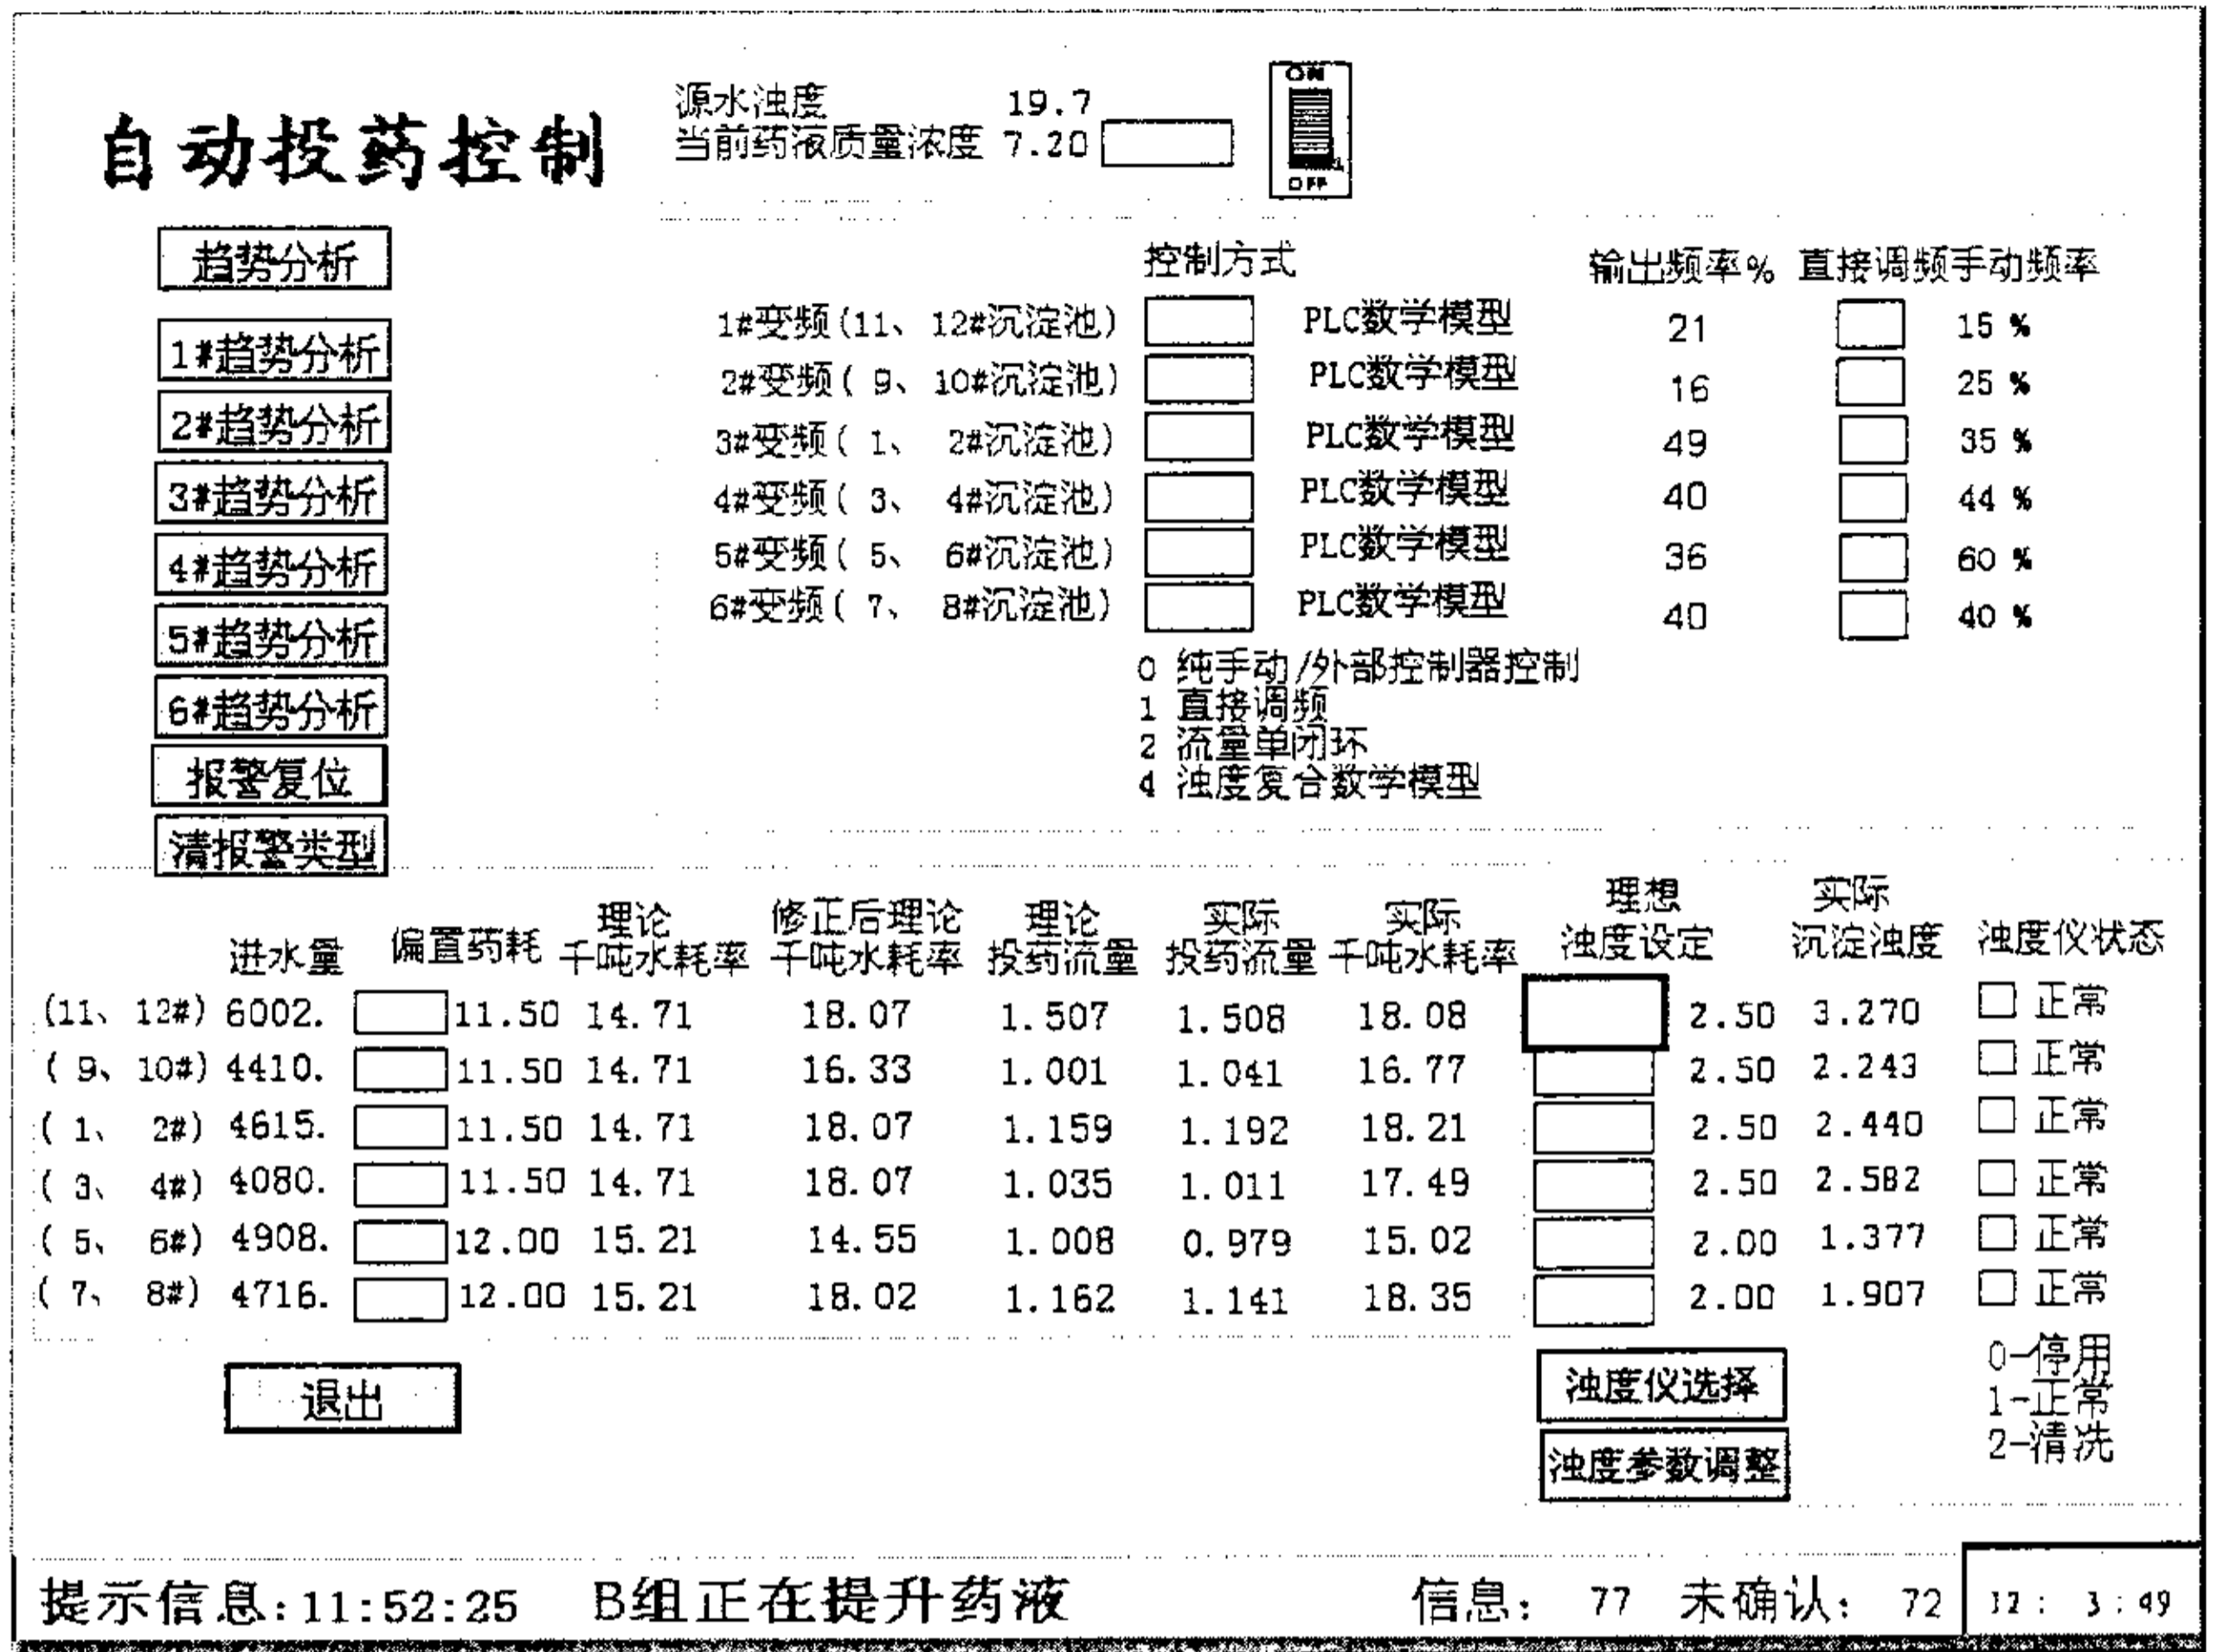 自动投药控制
源水浊度 19.7
当前药液质量浓度 7.20
ON
OFF
趋势分析
1#趋势分析
2#趋势分析
3#趋势分析
4#趋势分析
5#趋势分析
6#趋势分析
报警复位
清报警类型
控制方式 输出频率% 直接调频手动频率
1#变频(11、12#沉淀池) PLC数学模型 21 15 %
2#变频( 9、10#沉淀池) PLC数学模型 16 25 %
3#变频( 1、 2#沉淀池) PLC数学模型 49 35 %
4#变频( 3、 4#沉淀池) PLC数学模型 40 44 %
5#变频( 5、 6#沉淀池) PLC数学模型 36 60 %
6#变频( 7、 8#沉淀池) PLC数学模型 40 40 %
0 纯手动/外部控制器控制
1 直接调频
2 流量单闭环
4 浊度复合数学模型
理论 修正后理论 理论 实际 实际 理想 实际
进水量 偏置药耗 千吨水耗率 千吨水耗率 投药流量 投药流量 千吨水耗率 浊度设定 沉淀浊度 浊度仪状态
(11、12#) 6002. 11.50 14.71 18.07 1.507 1.508 18.08 2.50 3.270 正常
( 9、10#) 4410. 11.50 14.71 16.33 1.001 1.041 16.77 2.50 2.243 正常
( 1、 2#) 4615. 11.50 14.71 18.07 1.159 1.192 18.21 2.50 2.440 正常
( 3、 4#) 4080. 11.50 14.71 18.07 1.035 1.011 17.49 2.50 2.582 正常
( 5、 6#) 4908. 12.00 15.21 14.55 1.008 0.979 15.02 2.00 1.377 正常
( 7、 8#) 4716. 12.00 15.21 18.02 1.162 1.141 18.35 2.00 1.907 正常
退出
浊度仪选择
浊度参数调整
0-停用
1-正常
2-清洗
提示信息:11:52:25 B组正在提升药液 信息: 77 未确认: 72 12: 3:49